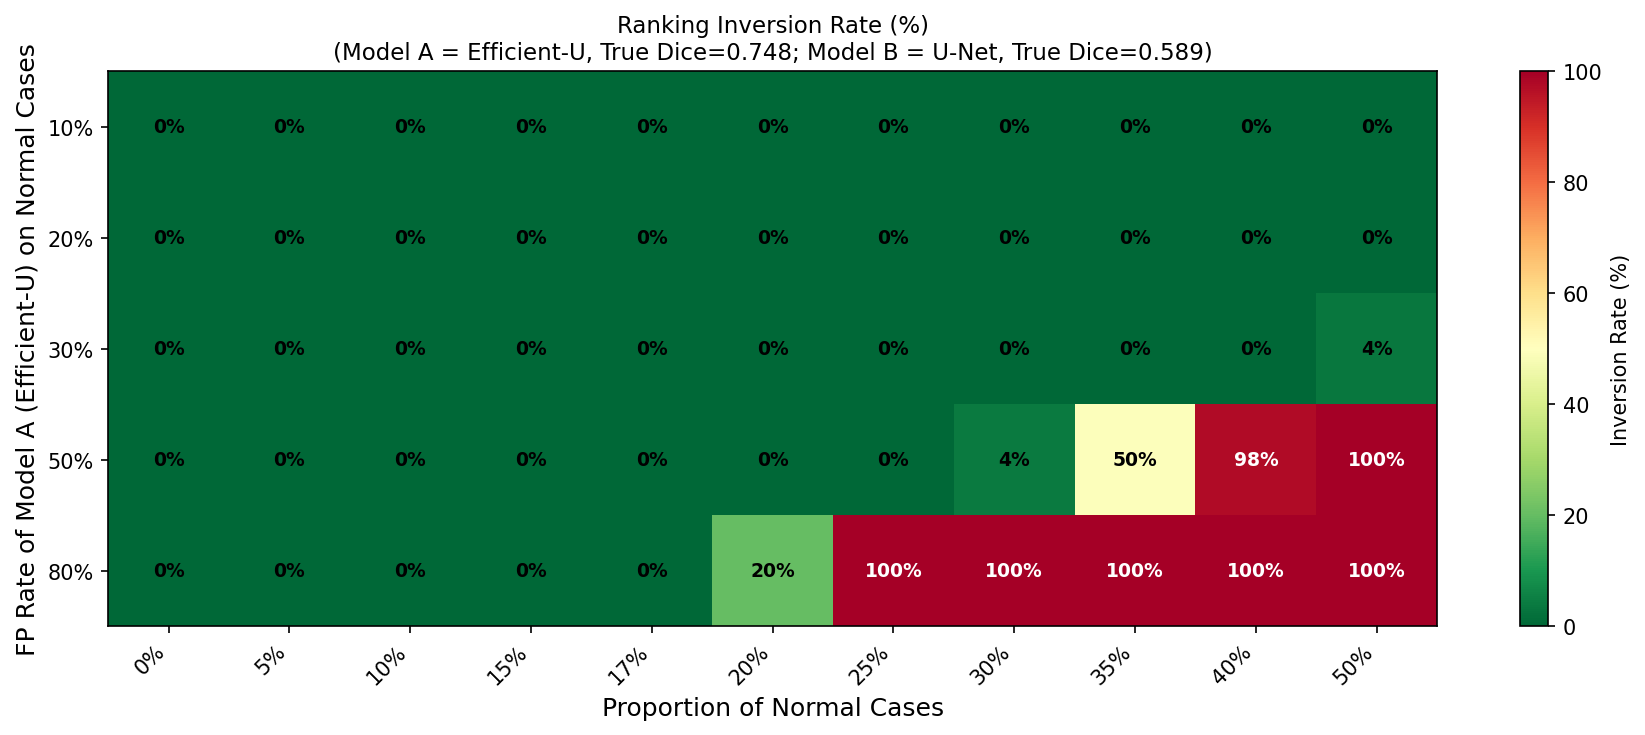 Ranking Inversion Rate (%)
(Model A = Efficient-U, True Dice=0.748; Model B = U-Net, True Dice=0.589)
FP Rate of Model A (Efficient-U) on Normal Cases
10% 0% 0% 0% 0% 0% 0% 0% 0% 0% 0% 0%
20% 0% 0% 0% 0% 0% 0% 0% 0% 0% 0% 0%
30% 0% 0% 0% 0% 0% 0% 0% 0% 0% 0% 4%
50% 0% 0% 0% 0% 0% 0% 0% 4% 50% 98% 100%
80% 0% 0% 0% 0% 0% 20% 100% 100% 100% 100% 100%
0% 5% 10% 15% 17% 20% 25% 30% 35% 40% 50%
Proportion of Normal Cases
100
80
60
40
20
0
Inversion Rate (%)